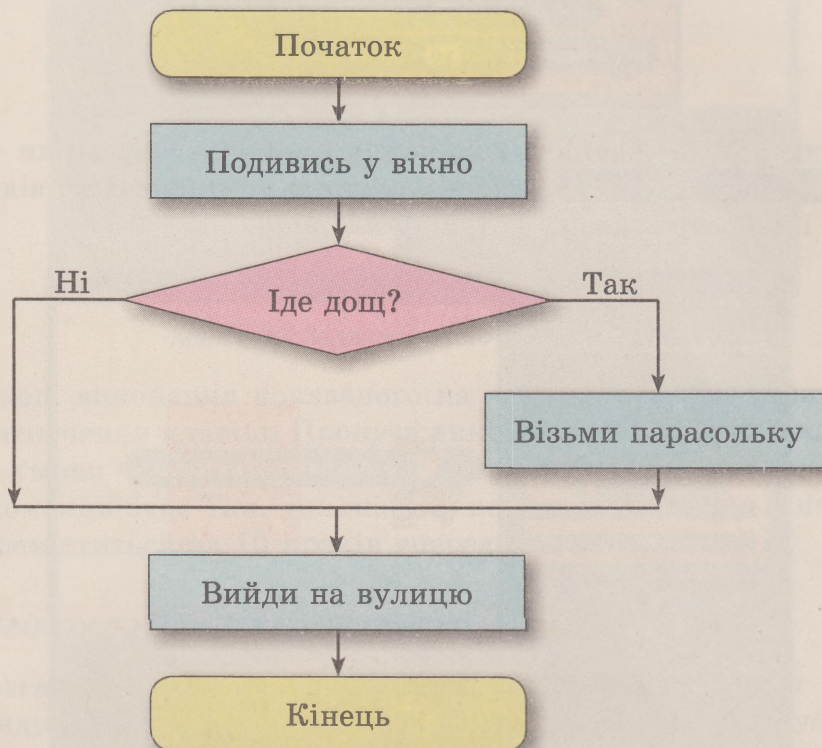 Початок
Подивись у вікно
Іде дощ?
Ні
Так
Візьми парасольку
Вийди на вулицю
Кінець